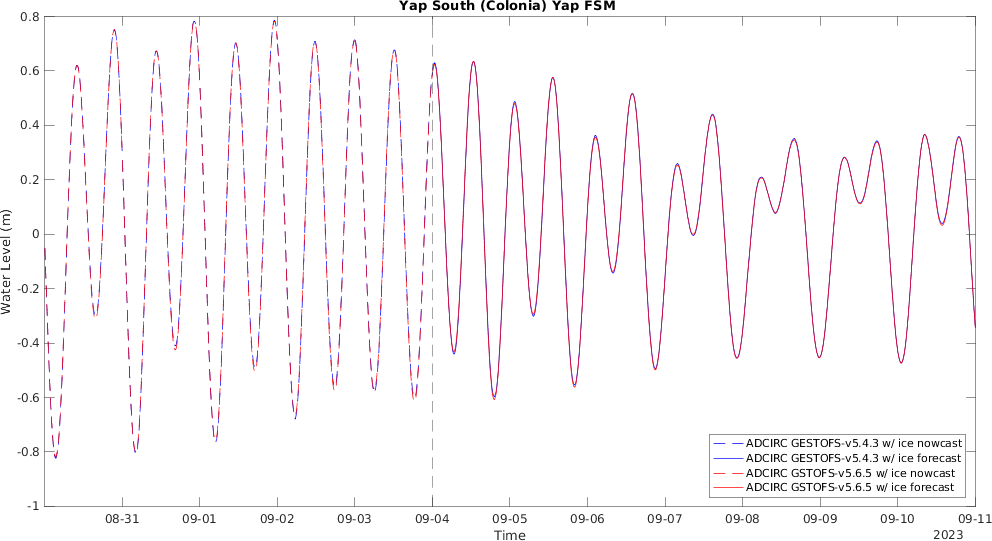 Yap South (Colonia) Yap FSM
0.8
0.6
0.4
0.2
0
-0.2
-0.4
-0.6
-0.8
-1
Water Level (m)
ADCIRC GESTOFS-v5.4.3 w/ ice nowcast
ADCIRC GESTOFS-v5.4.3 w/ ice forecast
ADCIRC GSTOFS-v5.6.5 w/ ice nowcast
ADCIRC GSTOFS-v5.6.5 w/ ice forecast
08-31 09-01 09-02 09-03 09-04 09-05 09-06 09-07 09-08 09-09 09-10 09-11
Time
2023